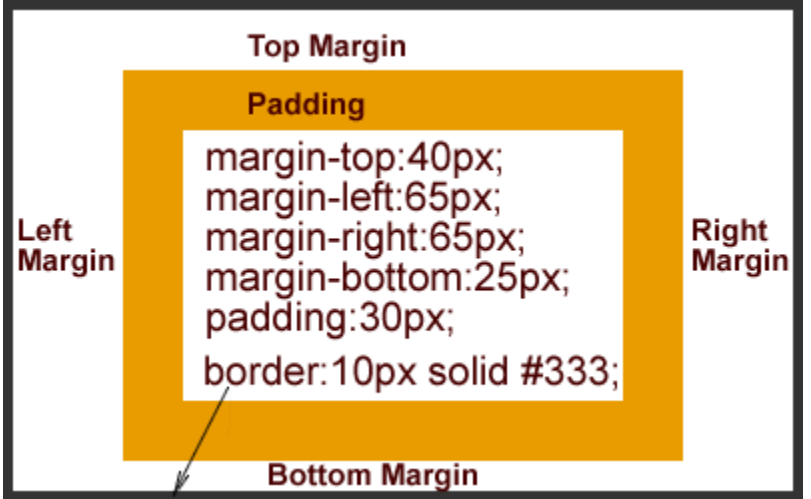 Top Margin
Padding
margin-top:40px;
margin-left:65px;
margin-right:65px;
margin-bottom:25px;
padding:30px;
border:10px solid #333;
Left
Margin
Right
Margin
Bottom Margin